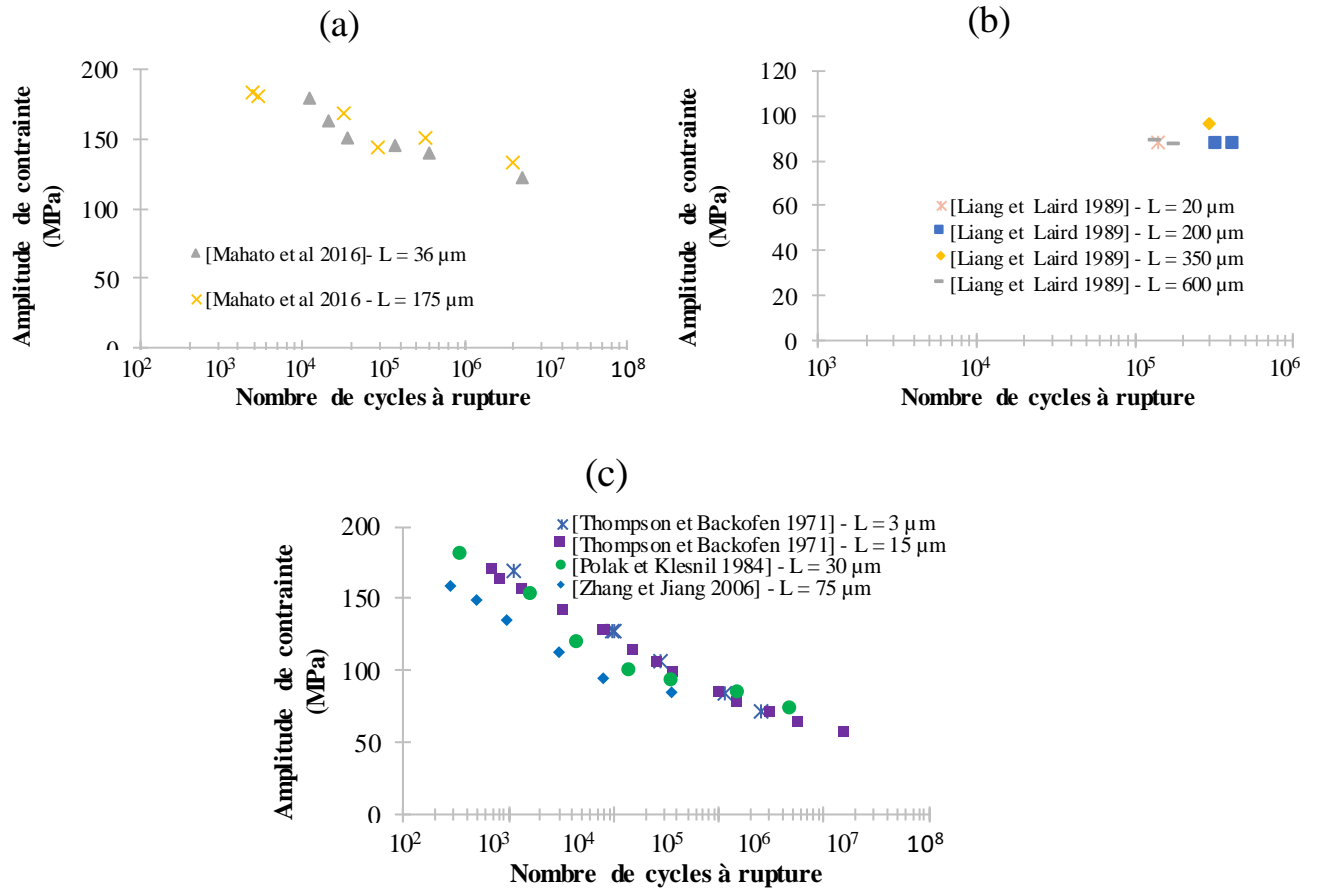 (a)
Amplitude de contrainte
(MPa)
200
150
100
50
0
[Mahato et al 2016]- L = 36 µm
[Mahato et al 2016 - L = 175 µm
10² 10⁴ 10⁵ 10⁶ 10⁷ 10⁸
Nombre de cycles à rupture
(b)
Amplitude de contrainte
(MPa)
120
100
80
60
40
20
0
[Liang et Laird 1989] - L = 20 µm
[Liang et Laird 1989] - L = 200 µm
[Liang et Laird 1989] - L = 350 µm
[Liang et Laird 1989] - L = 600 µm
10³ 10⁴ 10⁵ 10⁶
Nombre de cycles à rupture
(c)
Amplitude de contrainte
(MPa)
200
150
100
50
0
[Thompson et Backofen 1971] - L = 3 µm
[Thompson et Backofen 1971] - L = 15 µm
[Polak et Klesnil 1984] - L = 30 µm
[Zhang et Jiang 2006] - L = 75 µm
10² 10³ 10⁴ 10⁵ 10⁶ 10⁷ 10⁸
Nombre de cycles à rupture